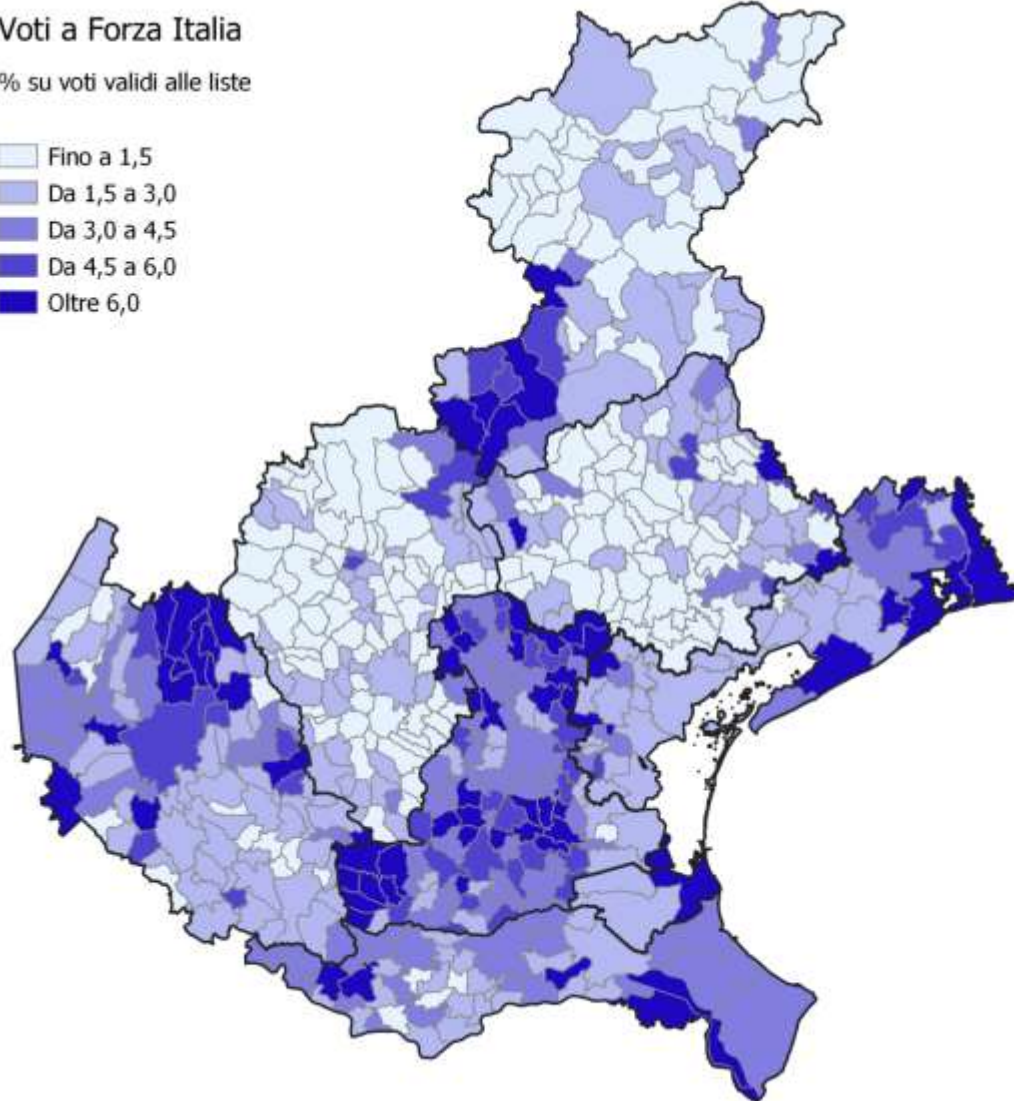 Voti a Forza Italia
% su voti validi alle liste
Fino a 1,5
Da 1,5 a 3,0
Da 3,0 a 4,5
Da 4,5 a 6,0
Oltre 6,0